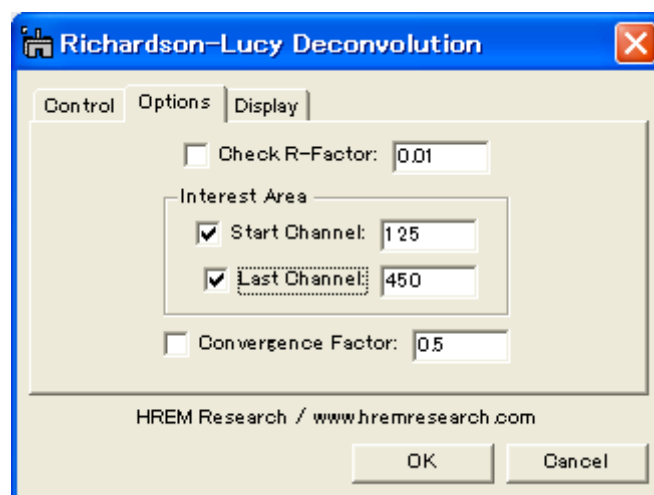 Richardson-Lucy Deconvolution
Control Options Display
Check R-Factor: 0.01
Interest Area
Start Channel: 125
Last Channel: 450
Convergence Factor: 0.5
HREM Research / www.hremresearch.com
OK Cancel